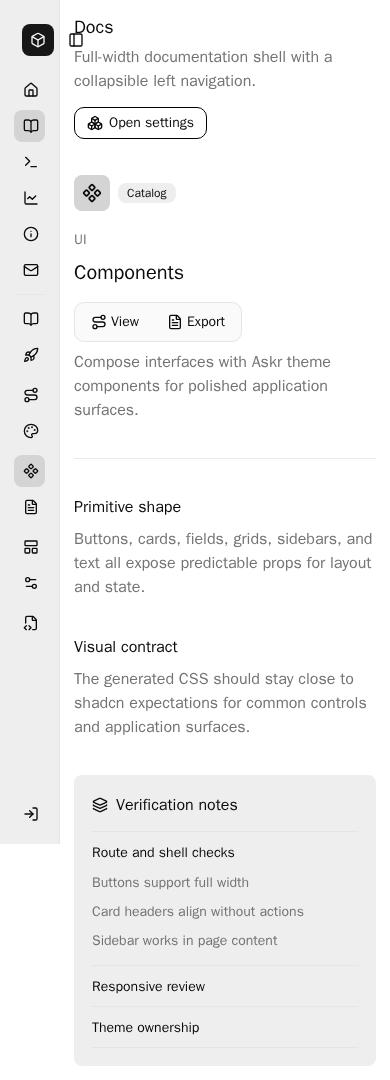 Docs
Full-width documentation shell with a
collapsible left navigation.
Open settings
Catalog
UI
Components
View Export
Compose interfaces with Askr theme
components for polished application
surfaces.
Primitive shape
Buttons, cards, fields, grids, sidebars, and
text all expose predictable props for layout
and state.
Visual contract
The generated CSS should stay close to
shadcn expectations for common controls
and application surfaces.
Verification notes
Route and shell checks
Buttons support full width
Card headers align without actions
Sidebar works in page content
Responsive review
Theme ownership